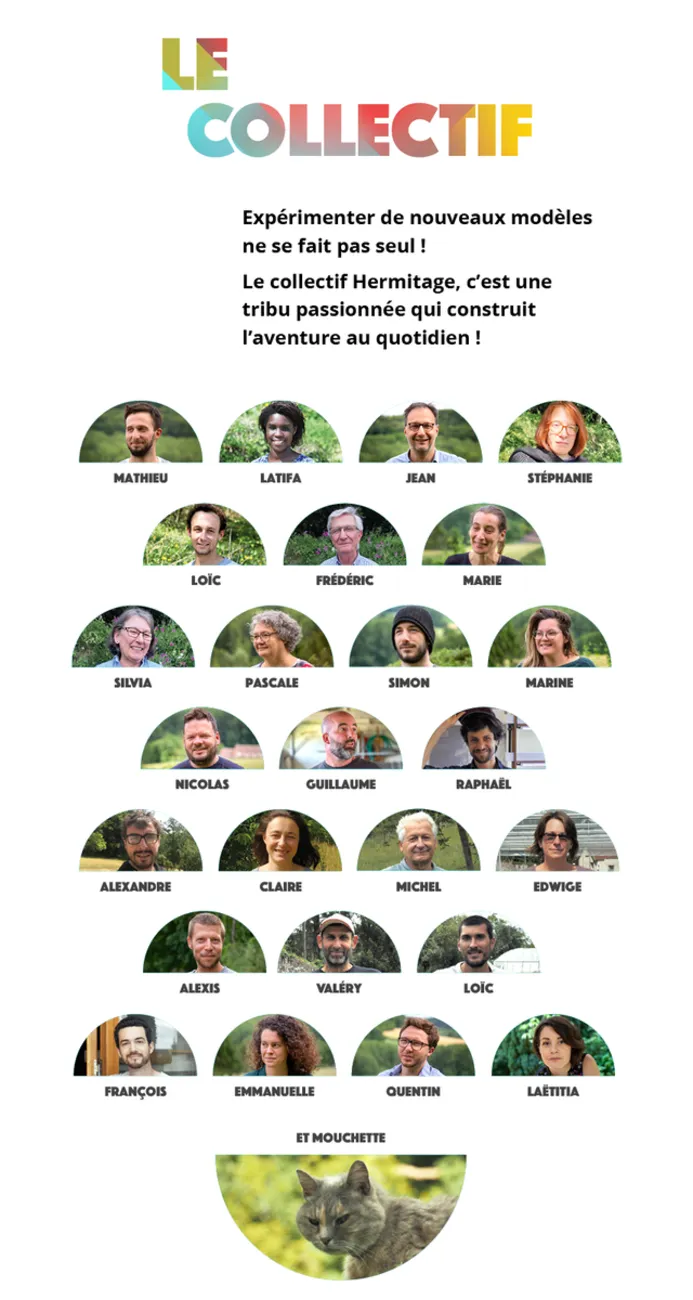 LE
COLLECTIF
Expérimenter de nouveaux modèles
ne se fait pas seul !
Le collectif Hermitage, c’est une
tribu passionnée qui construit
l’aventure au quotidien !
MATHIEU LATIFA JEAN STÉPHANIE
LOÏC FRÉDÉRIC MARIE
SILVIA PASCALE SIMON MARINE
NICOLAS GUILLAUME RAPHAËL
ALEXANDRE CLAIRE MICHEL EDWIGE
ALEXIS VALÉRY LOÏC
FRANÇOIS EMMANUELLE QUENTIN LAËTITIA
ET MOUCHETTE